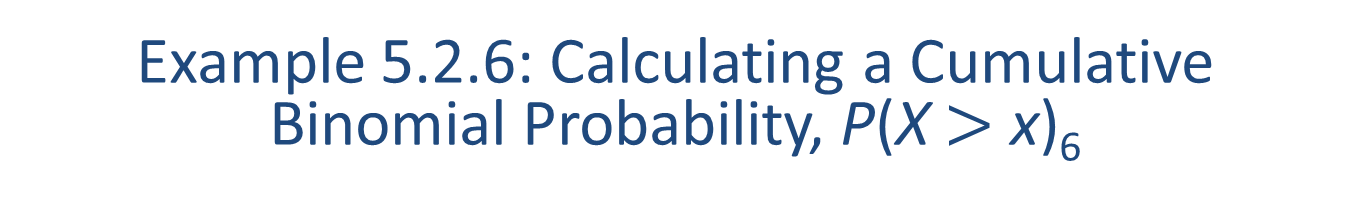 Example 5.2.6: Calculating a Cumulative
Binomial Probability, P(X > x)₆